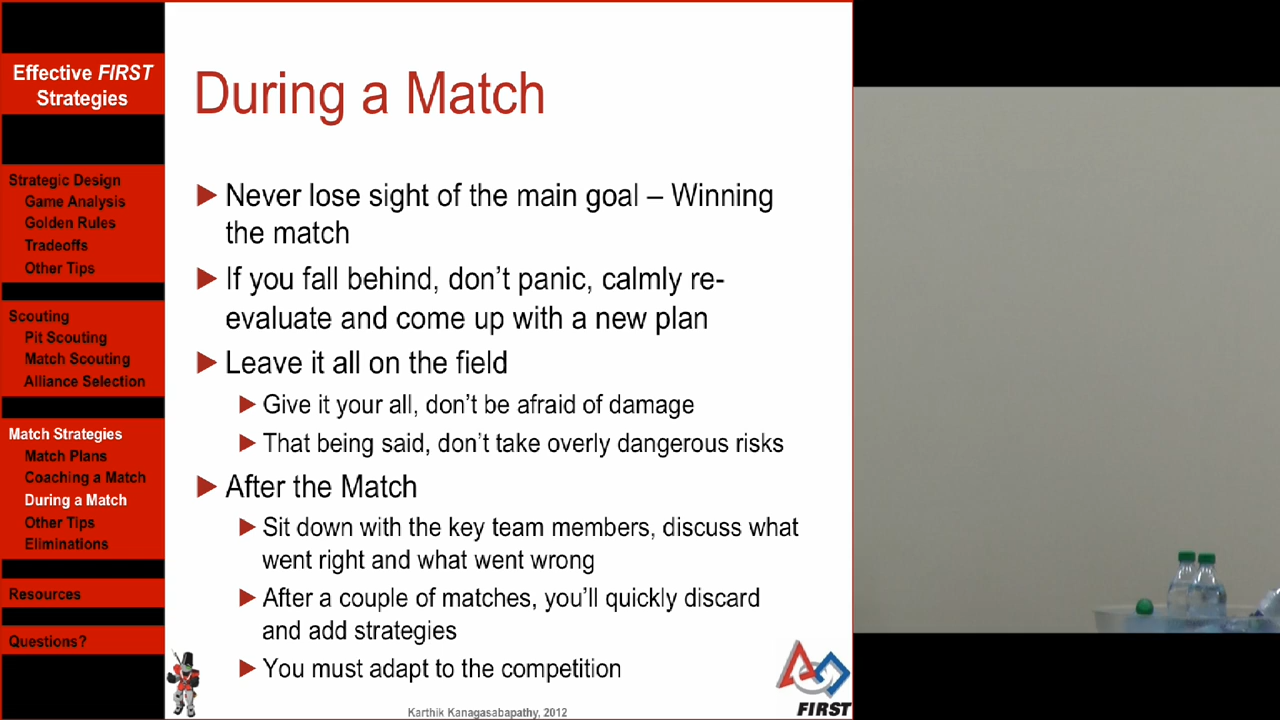 Effective FIRST
Strategies
Strategic Design
Game Analysis
Golden Rules
Tradeoffs
Other Tips
Scouting
Pit Scouting
Match Scouting
Alliance Selection
Match Strategies
Match Plans
Coaching a Match
During a Match
Other Tips
Eliminations
Resources
Questions?
During a Match
Never lose sight of the main goal – Winning
the match
If you fall behind, don’t panic, calmly re-
evaluate and come up with a new plan
Leave it all on the field
Give it your all, don’t be afraid of damage
That being said, don’t take overly dangerous risks
After the Match
Sit down with the key team members, discuss what
went right and what went wrong
After a couple of matches, you’ll quickly discard
and add strategies
You must adapt to the competition
Karthik Kanagasabapathy, 2012
FIRST